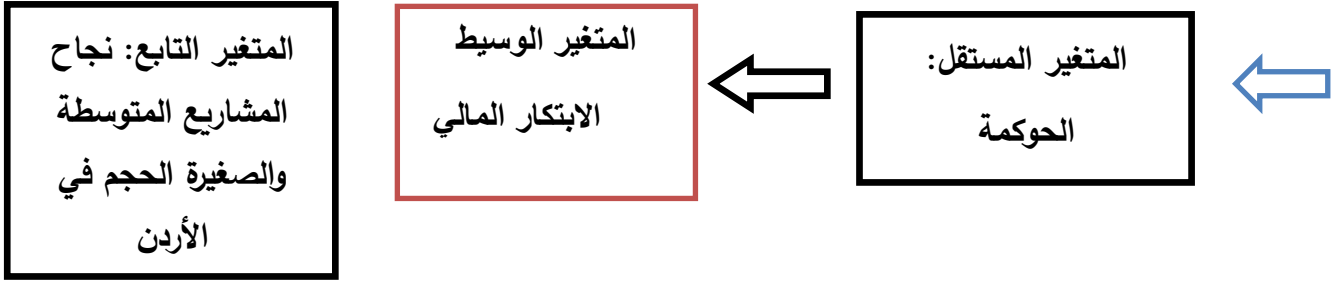 المتغير المستقل:
الحوكمة
المتغير الوسيط
الابتكار المالي
المتغير التابع: نجاح
المشاريع المتوسطة
والصغيرة الحجم في
الأردن